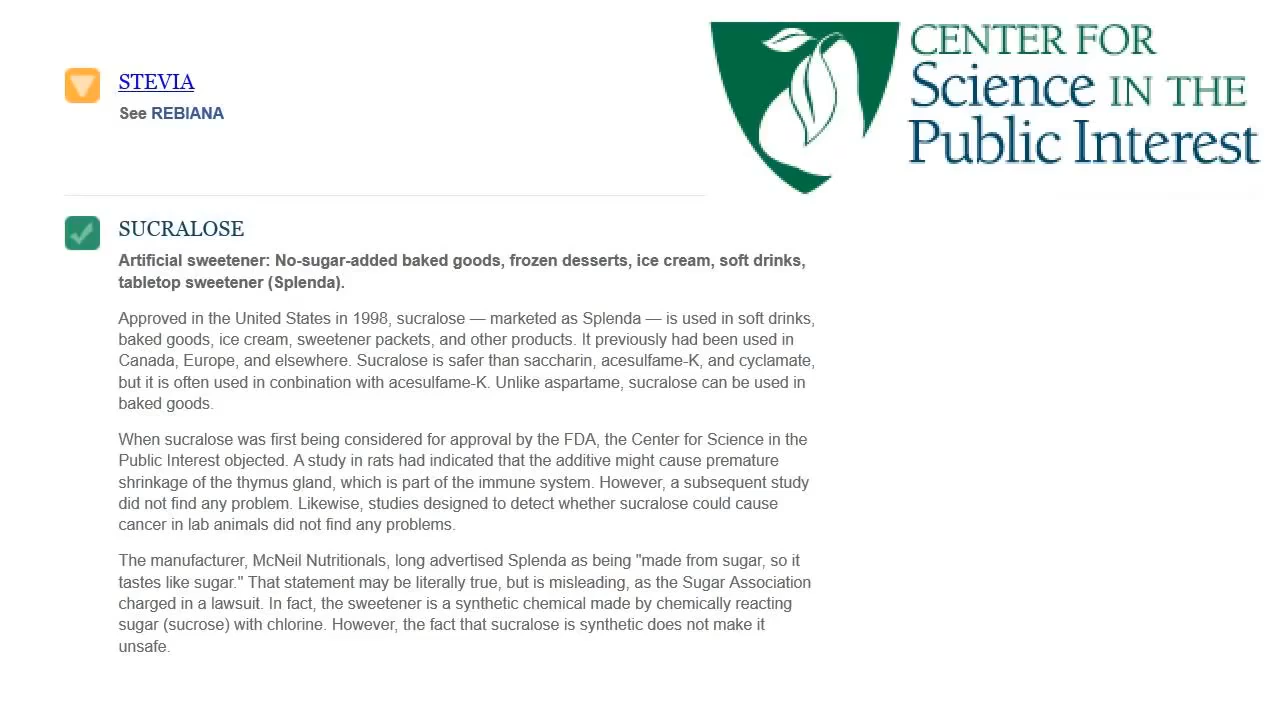 CENTER FOR
Science IN THE
Public Interest
STEVIA
See REBIANA
SUCRALOSE
Artificial sweetener: No-sugar-added baked goods, frozen desserts, ice cream, soft drinks,
tabletop sweetener (Splenda).
Approved in the United States in 1998, sucralose — marketed as Splenda — is used in soft drinks,
baked goods, ice cream, sweetener packets, and other products. It previously had been used in
Canada, Europe, and elsewhere. Sucralose is safer than saccharin, acesulfame-K, and cyclamate,
but it is often used in conbination with acesulfame-K. Unlike aspartame, sucralose can be used in
baked goods.
When sucralose was first being considered for approval by the FDA, the Center for Science in the
Public Interest objected. A study in rats had indicated that the additive might cause premature
shrinkage of the thymus gland, which is part of the immune system. However, a subsequent study
did not find any problem. Likewise, studies designed to detect whether sucralose could cause
cancer in lab animals did not find any problems.
The manufacturer, McNeil Nutritionals, long advertised Splenda as being "made from sugar, so it
tastes like sugar." That statement may be literally true, but is misleading, as the Sugar Association
charged in a lawsuit. In fact, the sweetener is a synthetic chemical made by chemically reacting
sugar (sucrose) with chlorine. However, the fact that sucralose is synthetic does not make it
unsafe.